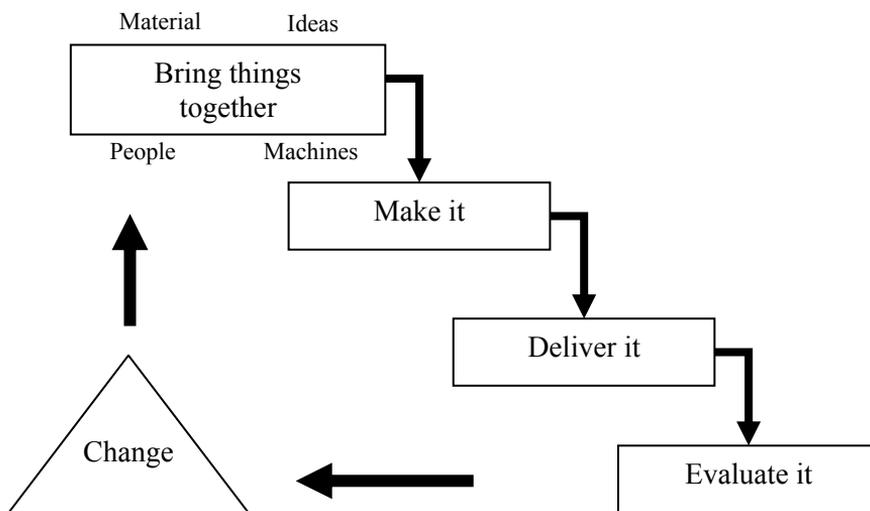 Material Ideas
Bring things
together
People Machines
Make it
Deliver it
Change
Evaluate it